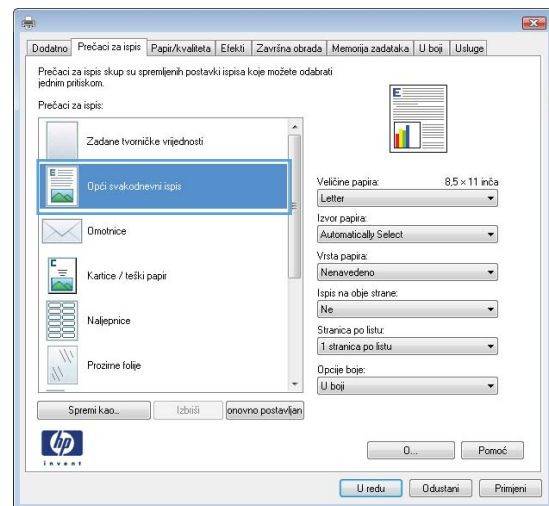 Dodatno Prečaci za ispis Papir/kvaliteta Efekti Završna obrada Memorija zadataka U boji Usluge
Prečaci za ispis skup su spremljenih postavki ispisa koje možete odabrati
jednim pritiskom.
Prečaci za ispis:
Zadane tvorničke vrijednosti
Opći svakodnevni ispis
Omotnice
Kartice / teški papir
Naljepnice
Prozirne folije
Spremi kao.. Izbriši onovno postavljan
Veličine papira: 8,5 × 11 inča
Letter
Izvor papira:
Automatically Select
Vrsta papira:
Nenavedeno
Ispis na obje strane:
Ne
Stranica po listu:
1 stranica po listu
Opcije boje:
U boji
hp
invent
O... Pomoć
U redu Odustani Primijeni